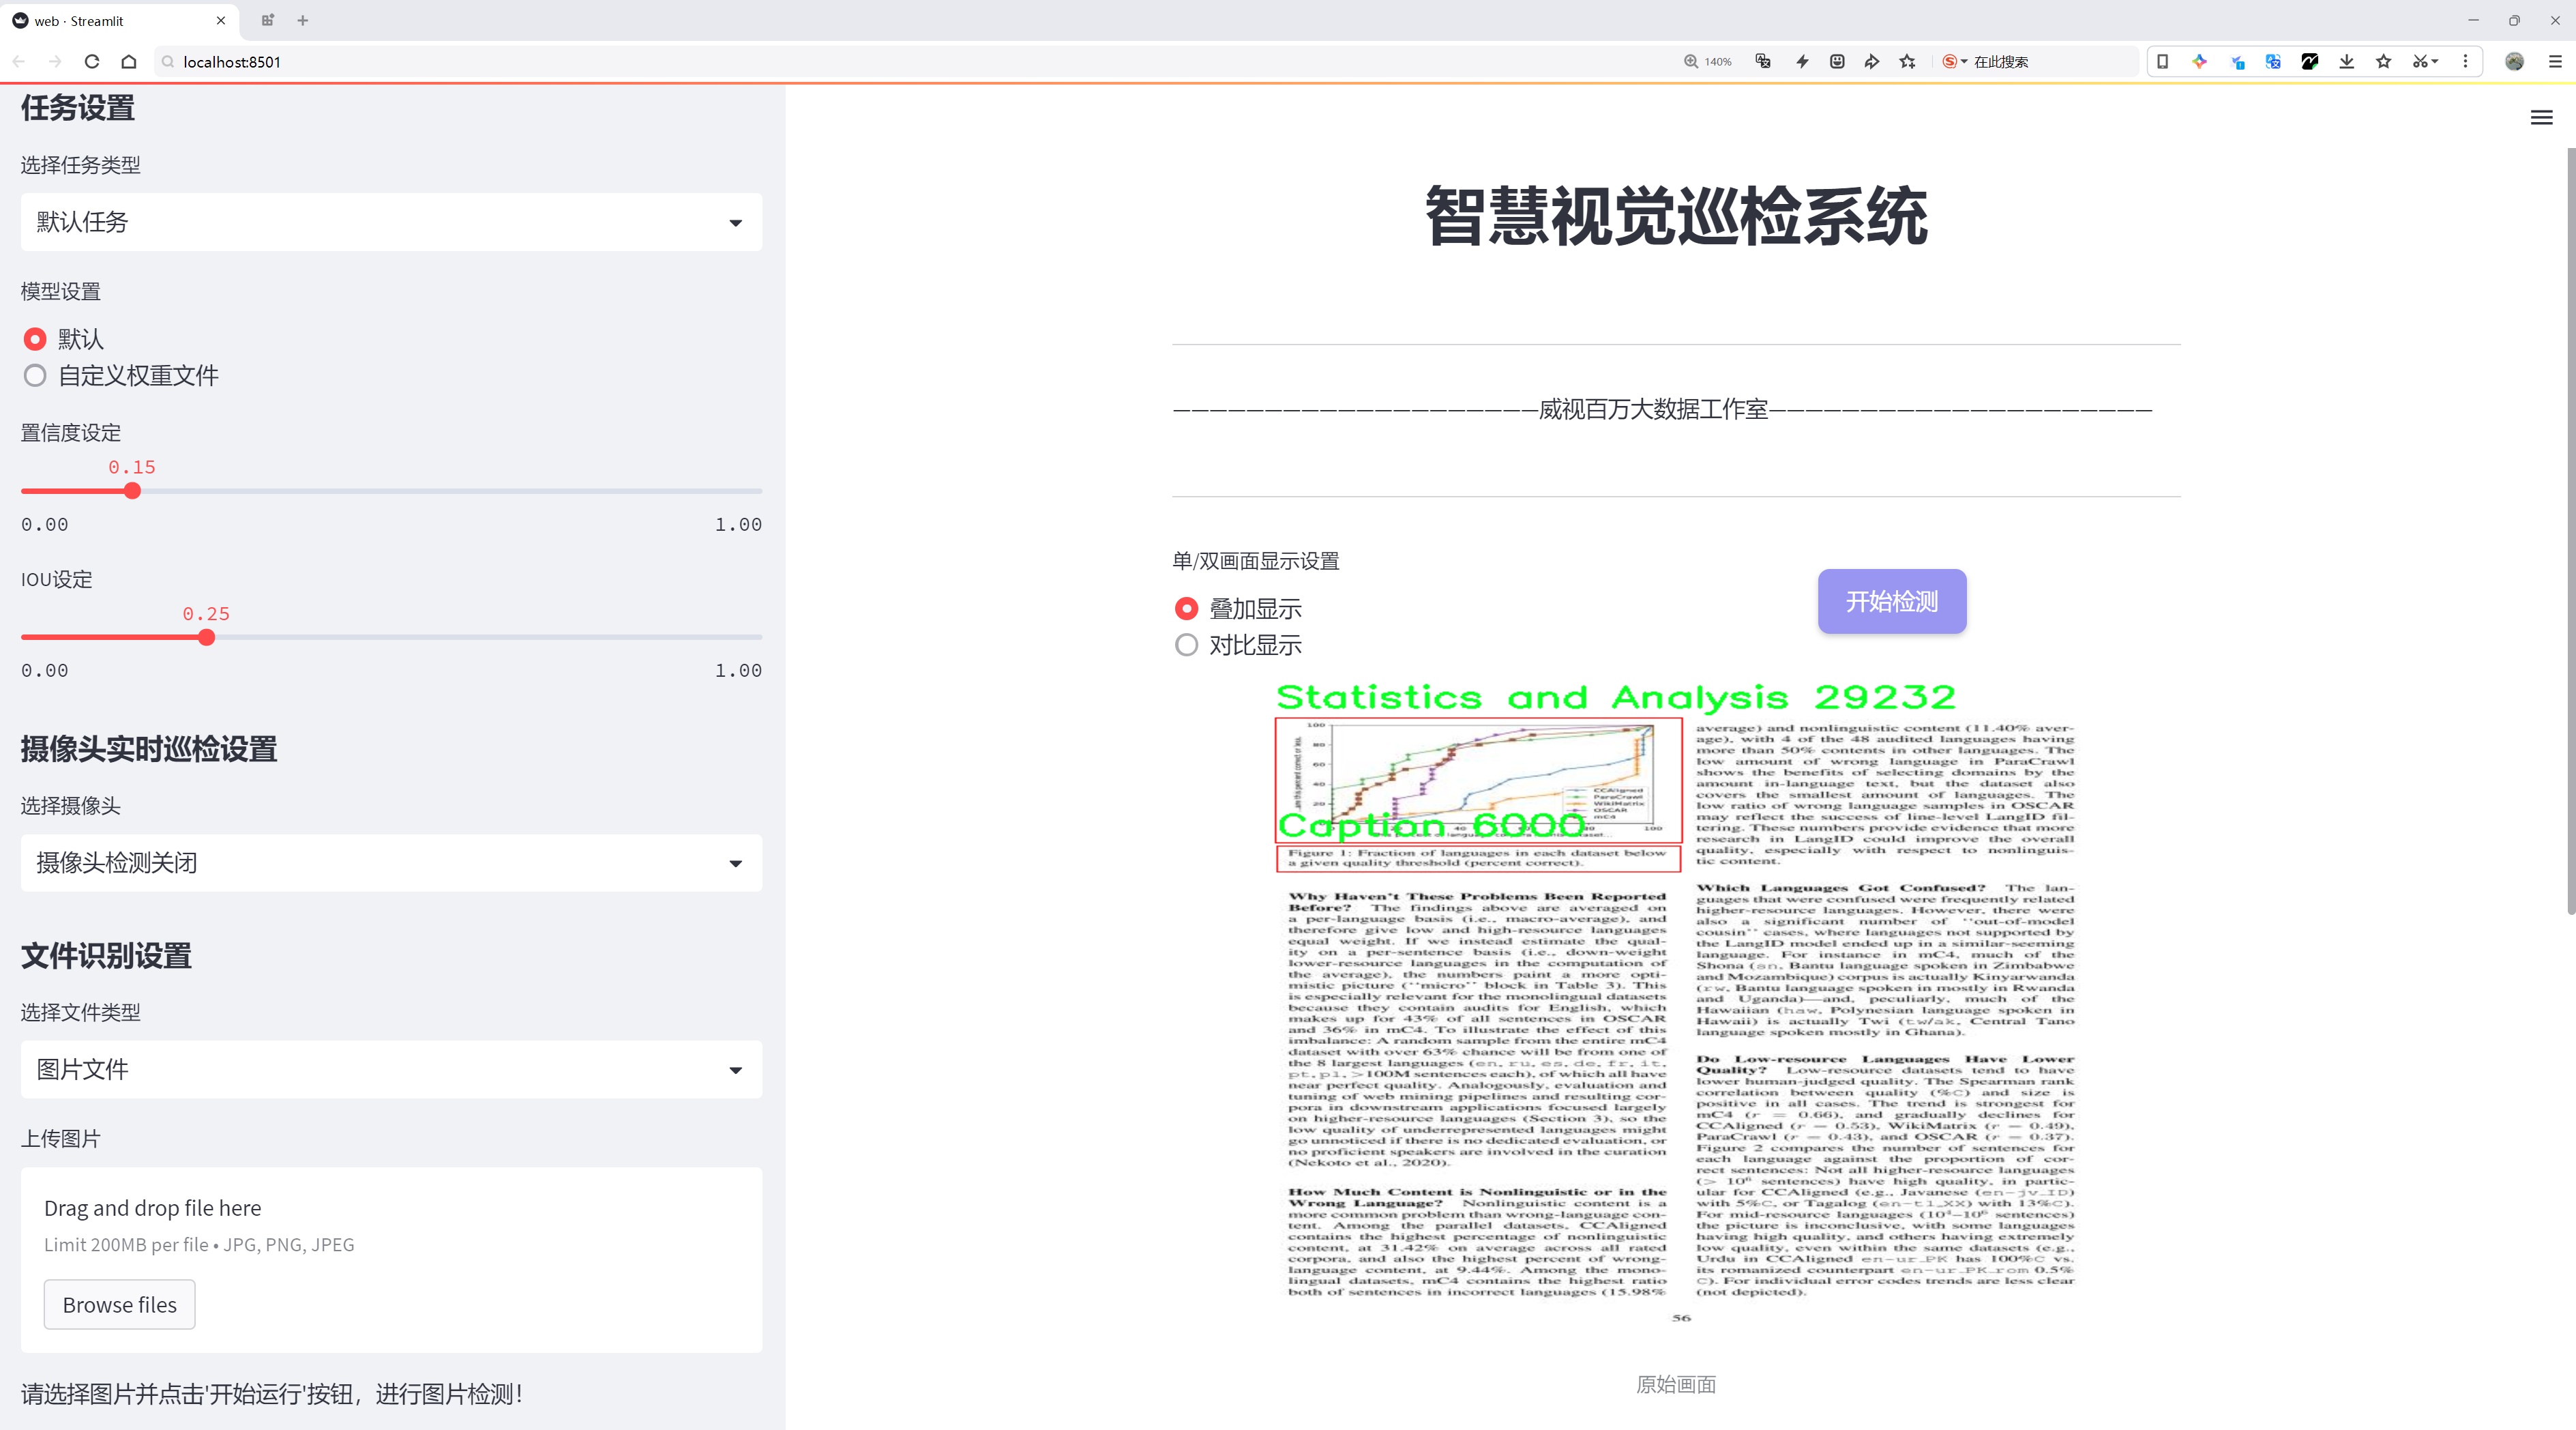 web · Streamlit
localhost:8501
140%
在此搜索
任务设置
选择任务类型
默认任务
模型设置
默认
自定义权重文件
置信度设定
0.15
0.00 1.00
IOU设定
0.25
0.00 1.00
摄像头实时巡检设置
选择摄像头
摄像头检测关闭
文件识别设置
选择文件类型
图片文件
上传图片
Drag and drop file here
Limit 200MB per file • JPG, PNG, JPEG
Browse files
请选择图片并点击'开始运行'按钮，进行图片检测！
智慧视觉巡检系统
————————————————————威视百万大数据工作室—————————————————————
单/双画面显示设置
叠加显示
对比显示
开始检测
Statistics and Analysis 29232
100
80
60
40
20
CCAligned
ParaCrawl
WikiMatrix
OSCAR
mC4
40
100
Caption 6000
Figure 1: Fraction of languages in each dataset below
a given quality threshold (percent correct).
Why Haven't These Problems Been Reported
Before? The findings above are averaged on
a per-language basis (i.e., macro-average), and
therefore give low and high-resource languages
equal weight. If we instead estimate the qual-
ity on a per-sentence basis (i.e., down-weight
lower-resource languages in the computation of
the average), the numbers paint a more opti-
mistic picture (''micro'' block in Table 3). This
is especially relevant for the monolingual datasets
because they contain audits for English, which
makes up for 43% of all sentences in OSCAR
and 36% in mC4. To illustrate the effect of this
imbalance: A random sample from the entire mC4
dataset with over 63% chance will be from one of
the 8 largest languages (en, ru, es, de, fr, it,
pt, pl, >100M sentences each), of which all have
near perfect quality. Analogously, evaluation and
tuning of web mining pipelines and resulting cor-
pora in downstream applications focused largely
on higher-resource languages (Section 3), so the
low quality of underrepresented languages might
go unnoticed if there is no dedicated evaluation, or
no proficient speakers are involved in the curation
(Nekoto et al., 2020).
How Much Content is Nonlinguistic or in the
Wrong Language? Nonlinguistic content is a
more common problem than wrong-language con-
tent. Among the parallel datasets, CCAligned
contains the highest percentage of nonlinguistic
content, at 31.42% on average across all rated
corpora, and also the highest percent of wrong-
language content, at 9.44%. Among the mono-
lingual datasets, mC4 contains the highest ratio
both of sentences in incorrect languages (15.98%
average) and nonlinguistic content (11.40% aver-
age), with 4 of the 48 audited languages having
more than 50% contents in other languages. The
low amount of wrong language in ParaCrawl
shows the benefits of selecting domains by the
amount in-language text, but the dataset also
covers the smallest amount of languages. The
low ratio of wrong language samples in OSCAR
may reflect the success of line-level LangID fil-
tering. These numbers provide evidence that more
research in LangID could improve the overall
quality, especially with respect to nonlinguis-
tic content.
Which Languages Got Confused? The lan-
guages that were confused were frequently related
higher-resource languages. However, there were
also a significant number of ''out-of-model
cousin'' cases, where languages not supported by
the LangID model ended up in a similar-seeming
language. For instance in mC4, much of the
Shona (sn, Bantu language spoken in Zimbabwe
and Mozambique) corpus is actually Kinyarwanda
(rw, Bantu language spoken in mostly in Rwanda
and Uganda)—and, peculiarly, much of the
Hawaiian (haw, Polynesian language spoken in
Hawaii) is actually Twi (tw/ak, Central Tano
language spoken mostly in Ghana).
Do Low-resource Languages Have Lower
Quality? Low-resource datasets tend to have
lower human-judged quality. The Spearman rank
correlation between quality (%C) and size is
positive in all cases. The trend is strongest for
mC4 (r = 0.66), and gradually declines for
CCAligned (r = 0.53), WikiMatrix (r = 0.49),
ParaCrawl (r = 0.43), and OSCAR (r = 0.37).
Figure 2 compares the number of sentences for
each language against the proportion of cor-
rect sentences: Not all higher-resource languages
(> 10⁶ sentences) have high quality, in partic-
ular for CCAligned (e.g., Javanese (en-jv_ID)
with 5%C, or Tagalog (en-tl_XX) with 13%C).
For mid-resource languages (10⁴–10⁶ sentences)
the picture is inconclusive, with some languages
having high quality, and others having extremely
low quality, even within the same datasets (e.g.,
Urdu in CCAligned en-ur_PK has 100%C vs.
its romanized counterpart en-ur_PK_rom 0.5%
C). For individual error codes trends are less clear
(not depicted).
56
原始画面